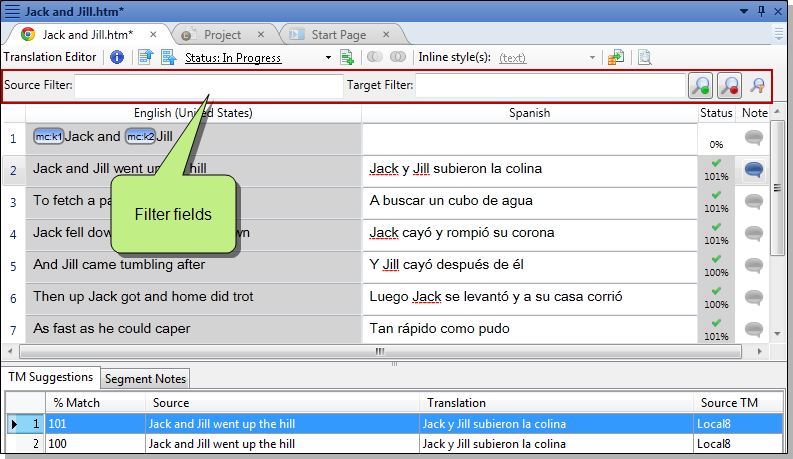 Jack and Jill.htm*
Jack and Jill.htm* Project Start Page
Translation Editor Status: In Progress Inline style(s): (text)
Source Filter: Target Filter:
English (United States) Spanish Status Note
1 mc:k1 Jack and mc:k2 Jill 0%
2 Jack and Jill went up hill Jack y Jill subieron la colina 101%
3 To fetch a pa A buscar un cubo de agua 101%
4 Jack fell dow wn Jack cayó y rompió su corona 101%
5 And Jill came tumbling after Y Jill cayó después de él 100%
6 Then up Jack got and home did trot Luego Jack se levantó y a su casa corrió 100%
7 As fast as he could caper Tan rápido como pudo 101%
Filter fields
TM Suggestions Segment Notes
% Match Source Translation Source TM
1 101 Jack and Jill went up the hill Jack y Jill subieron la colina Local8
2 100 Jack and Jill went up the hill Jack y Jill subieron la colina Local8